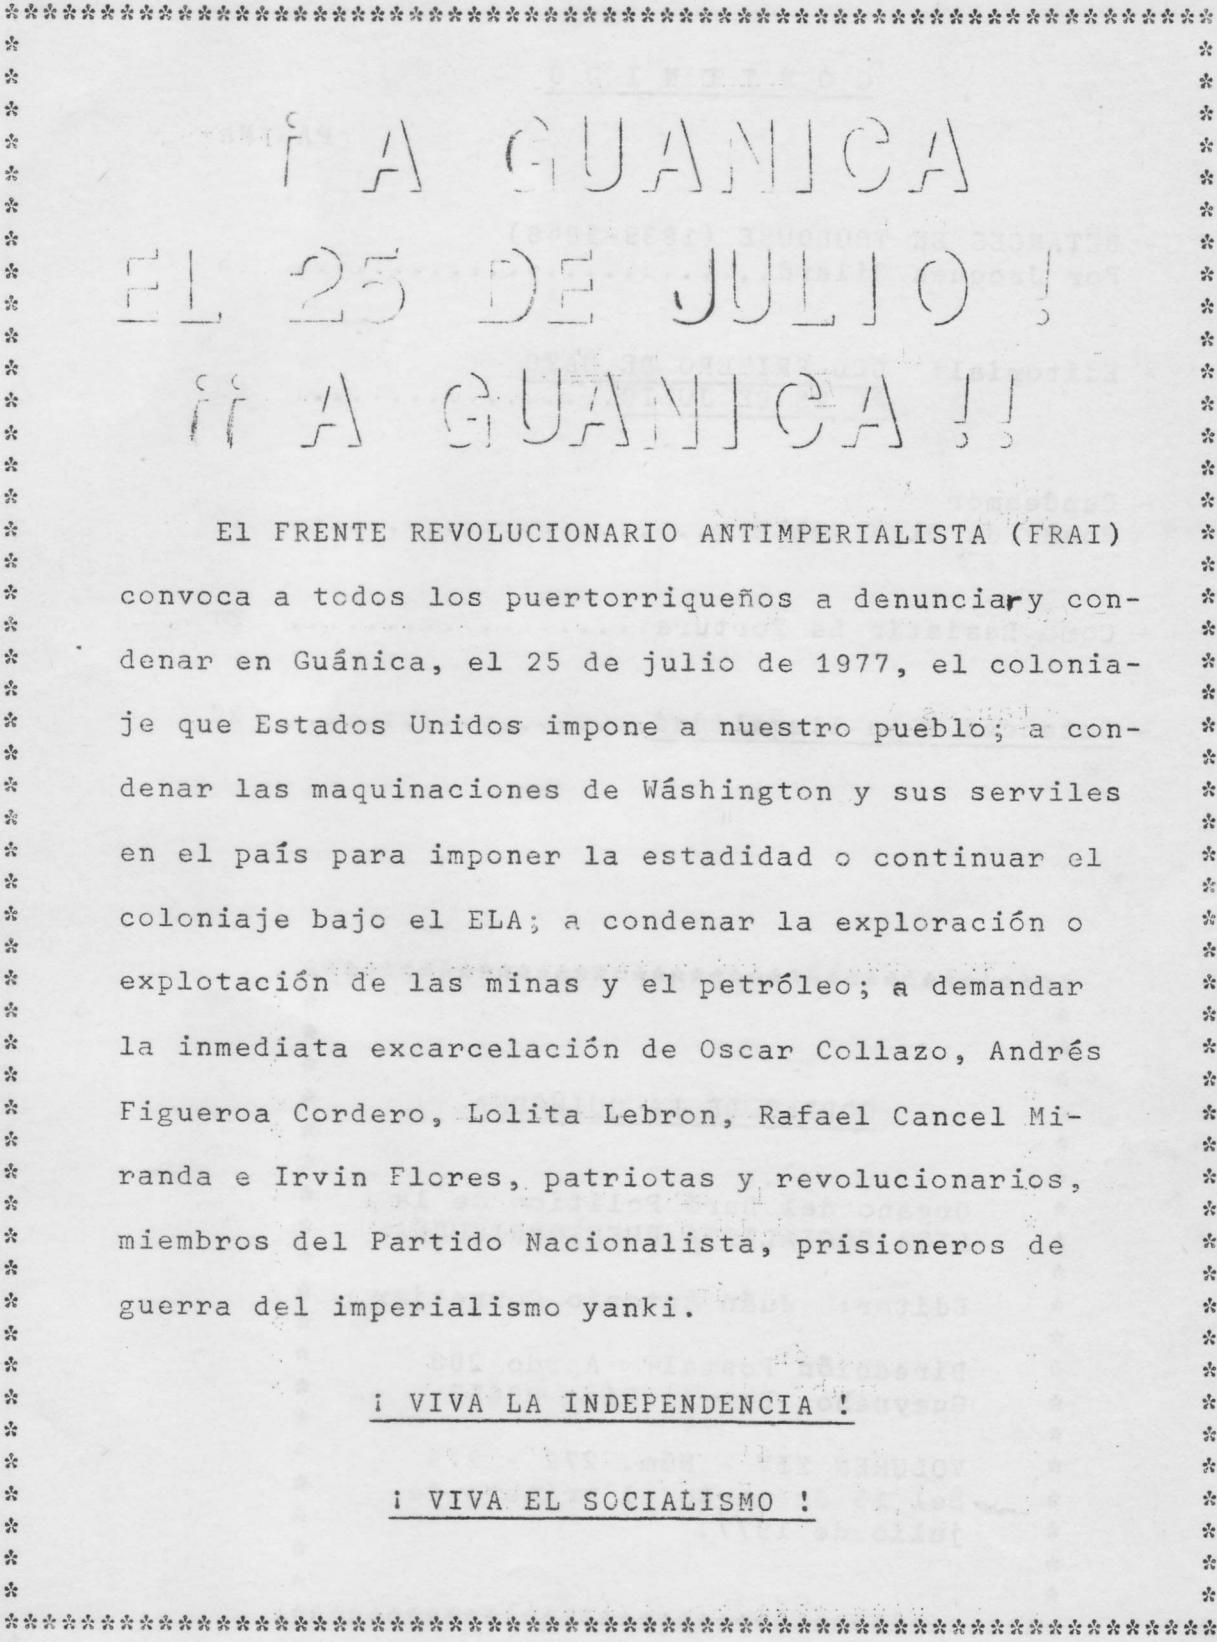 ¡ A GUANICA
EL 25 DE JULIO !
¡¡ A GUANICA !!
El FRENTE REVOLUCIONARIO ANTIMPERIALISTA (FRAI)
convoca a todos los puertorriqueños a denunciar y con-
denar en Guánica, el 25 de julio de 1977, el colonia-
je que Estados Unidos impone a nuestro pueblo; a con-
denar las maquinaciones de Wáshington y sus serviles
en el país para imponer la estadidad o continuar el
coloniaje bajo el ELA; a condenar la exploración o
explotación de las minas y el petróleo; a demandar
la inmediata excarcelación de Oscar Collazo, Andrés
Figueroa Cordero, Lolita Lebron, Rafael Cancel Mi-
randa e Irvin Flores, patriotas y revolucionarios,
miembros del Partido Nacionalista, prisioneros de
guerra del imperialismo yanki.
¡ VIVA LA INDEPENDENCIA !
¡ VIVA EL SOCIALISMO !